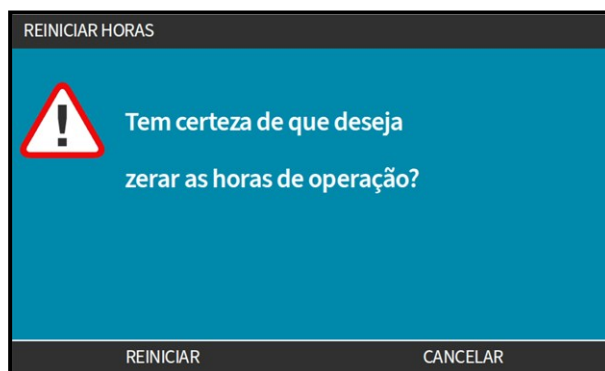 REINICIAR HORAS
Tem certeza de que deseja
zerar as horas de operação?
REINICIAR CANCELAR